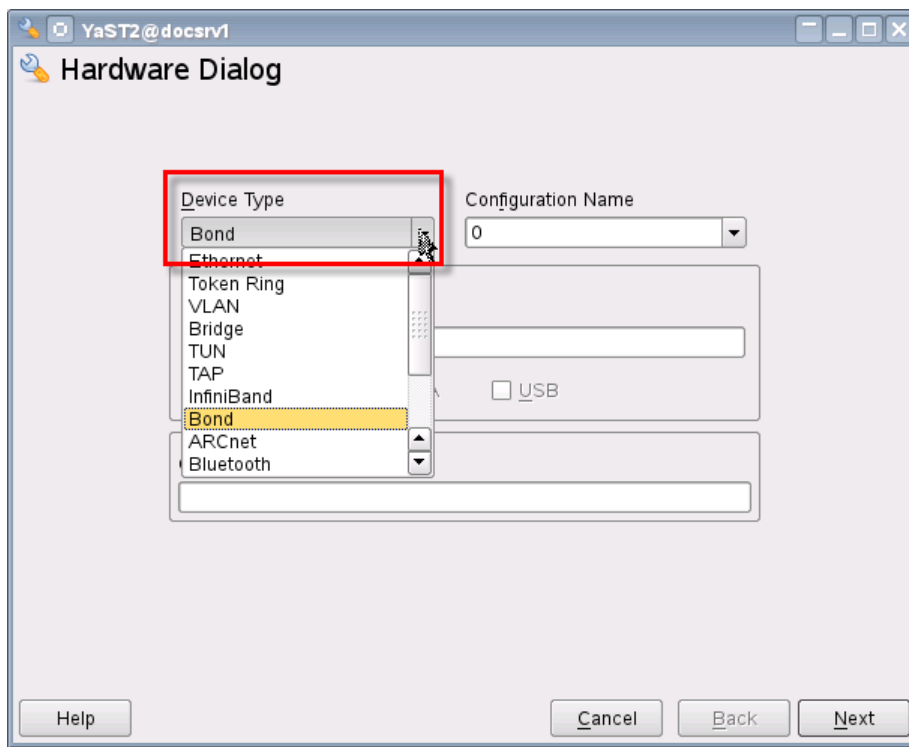 YaST2@docsrv1
Hardware Dialog
Device Type
Configuration Name
Bond
0
Ethernet
Token Ring
VLAN
Bridge
TUN
TAP
InfiniBand
USB
Bond
ARCnet
Bluetooth
Help
Cancel
Back
Next